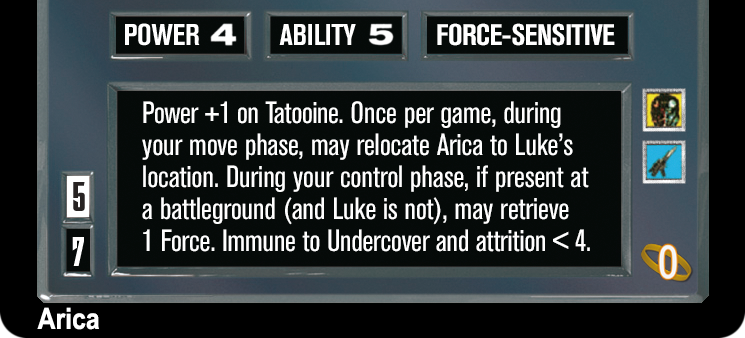 POWER 4 ABILITY 5 FORCE-SENSITIVE
Power +1 on Tatooine. Once per game, during
your move phase, may relocate Arica to Luke's
location. During your control phase, if present at
a battleground (and Luke is not), may retrieve
1 Force. Immune to Undercover and attrition < 4.
5
7
0
Arica